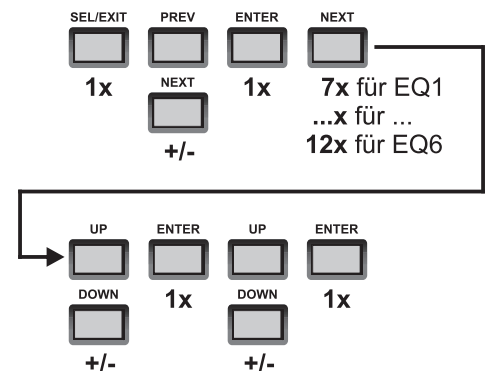 SEL/EXIT PREV ENTER NEXT
1x NEXT 1x 7x für EQ1
...x für ...
+/- 12x für EQ6
UP ENTER UP ENTER
DOWN 1x DOWN 1x
+/- +/-